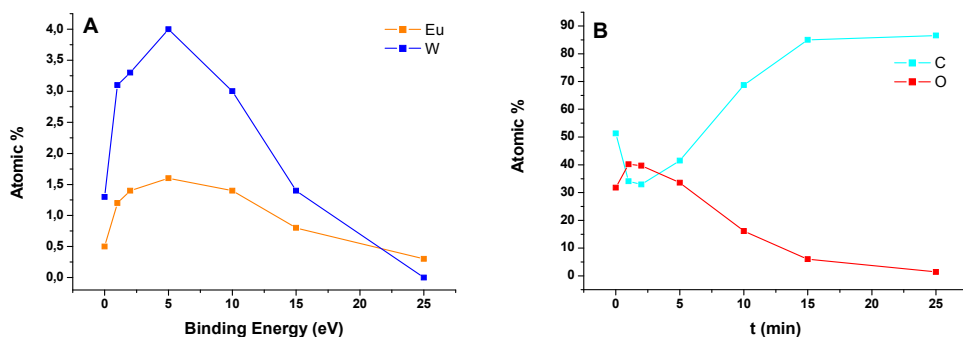 A
Eu
W
4,0
3,5
3,0
2,5
2,0
1,5
1,0
0,5
0,0
Atomic %
0 5 10 15 20 25
Binding Energy (eV)
B
C
O
90
80
70
60
50
40
30
20
10
0
Atomic %
0 5 10 15 20 25
t (min)